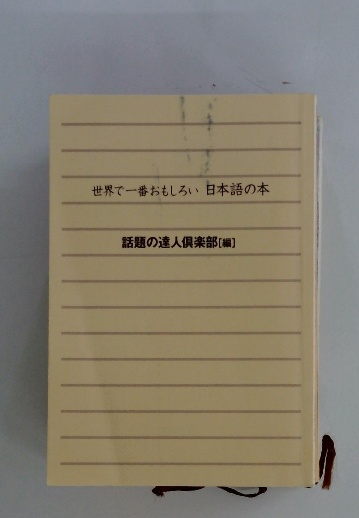 世界で一番おもしろい 日本語の本
話題の達人倶楽部[編]